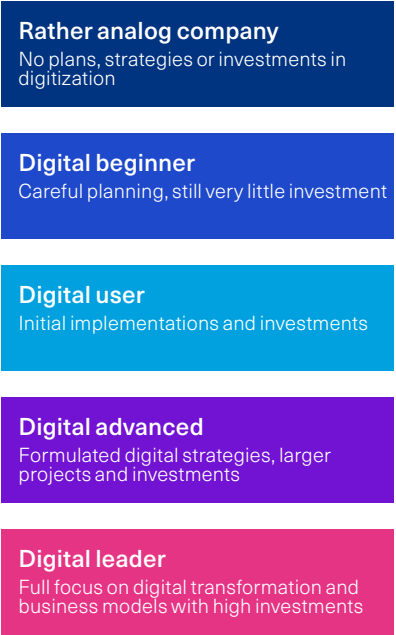 Rather analog company
No plans, strategies or investments in
digitization
Digital beginner
Careful planning, still very little investment
Digital user
Initial implementations and investments
Digital advanced
Formulated digital strategies, larger
projects and investments
Digital leader
Full focus on digital transformation and
business models with high investments